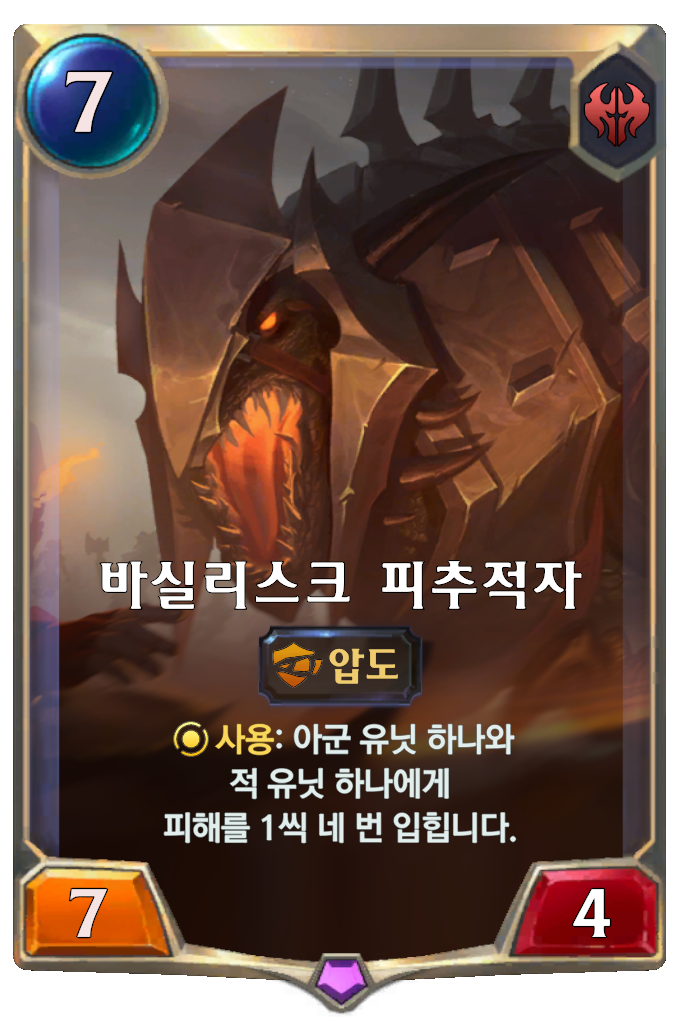 7
바실리스크 피추적자
압도
사용: 아군 유닛 하나와
적 유닛 하나에게
피해를 1씩 네 번 입힙니다.
7
4